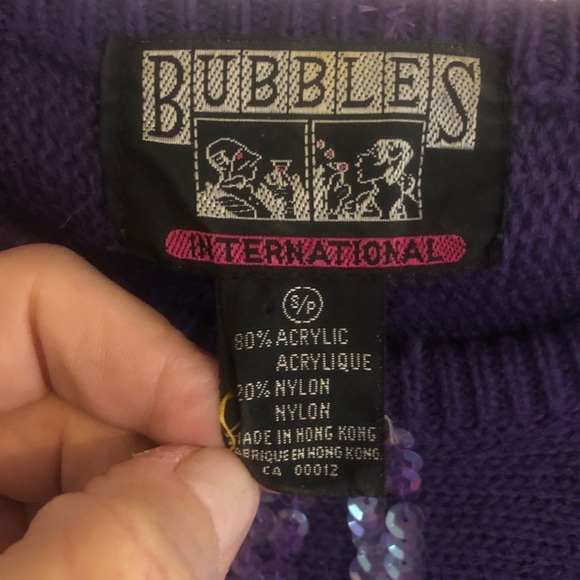 BUBBLES
INTERNATIONAL
S/P
80% ACRYLIC
ACRYLIQUE
20% NYLON
NYLON
MADE IN HONG KONG
FABRIQUE EN HONG KONG
CA 00012